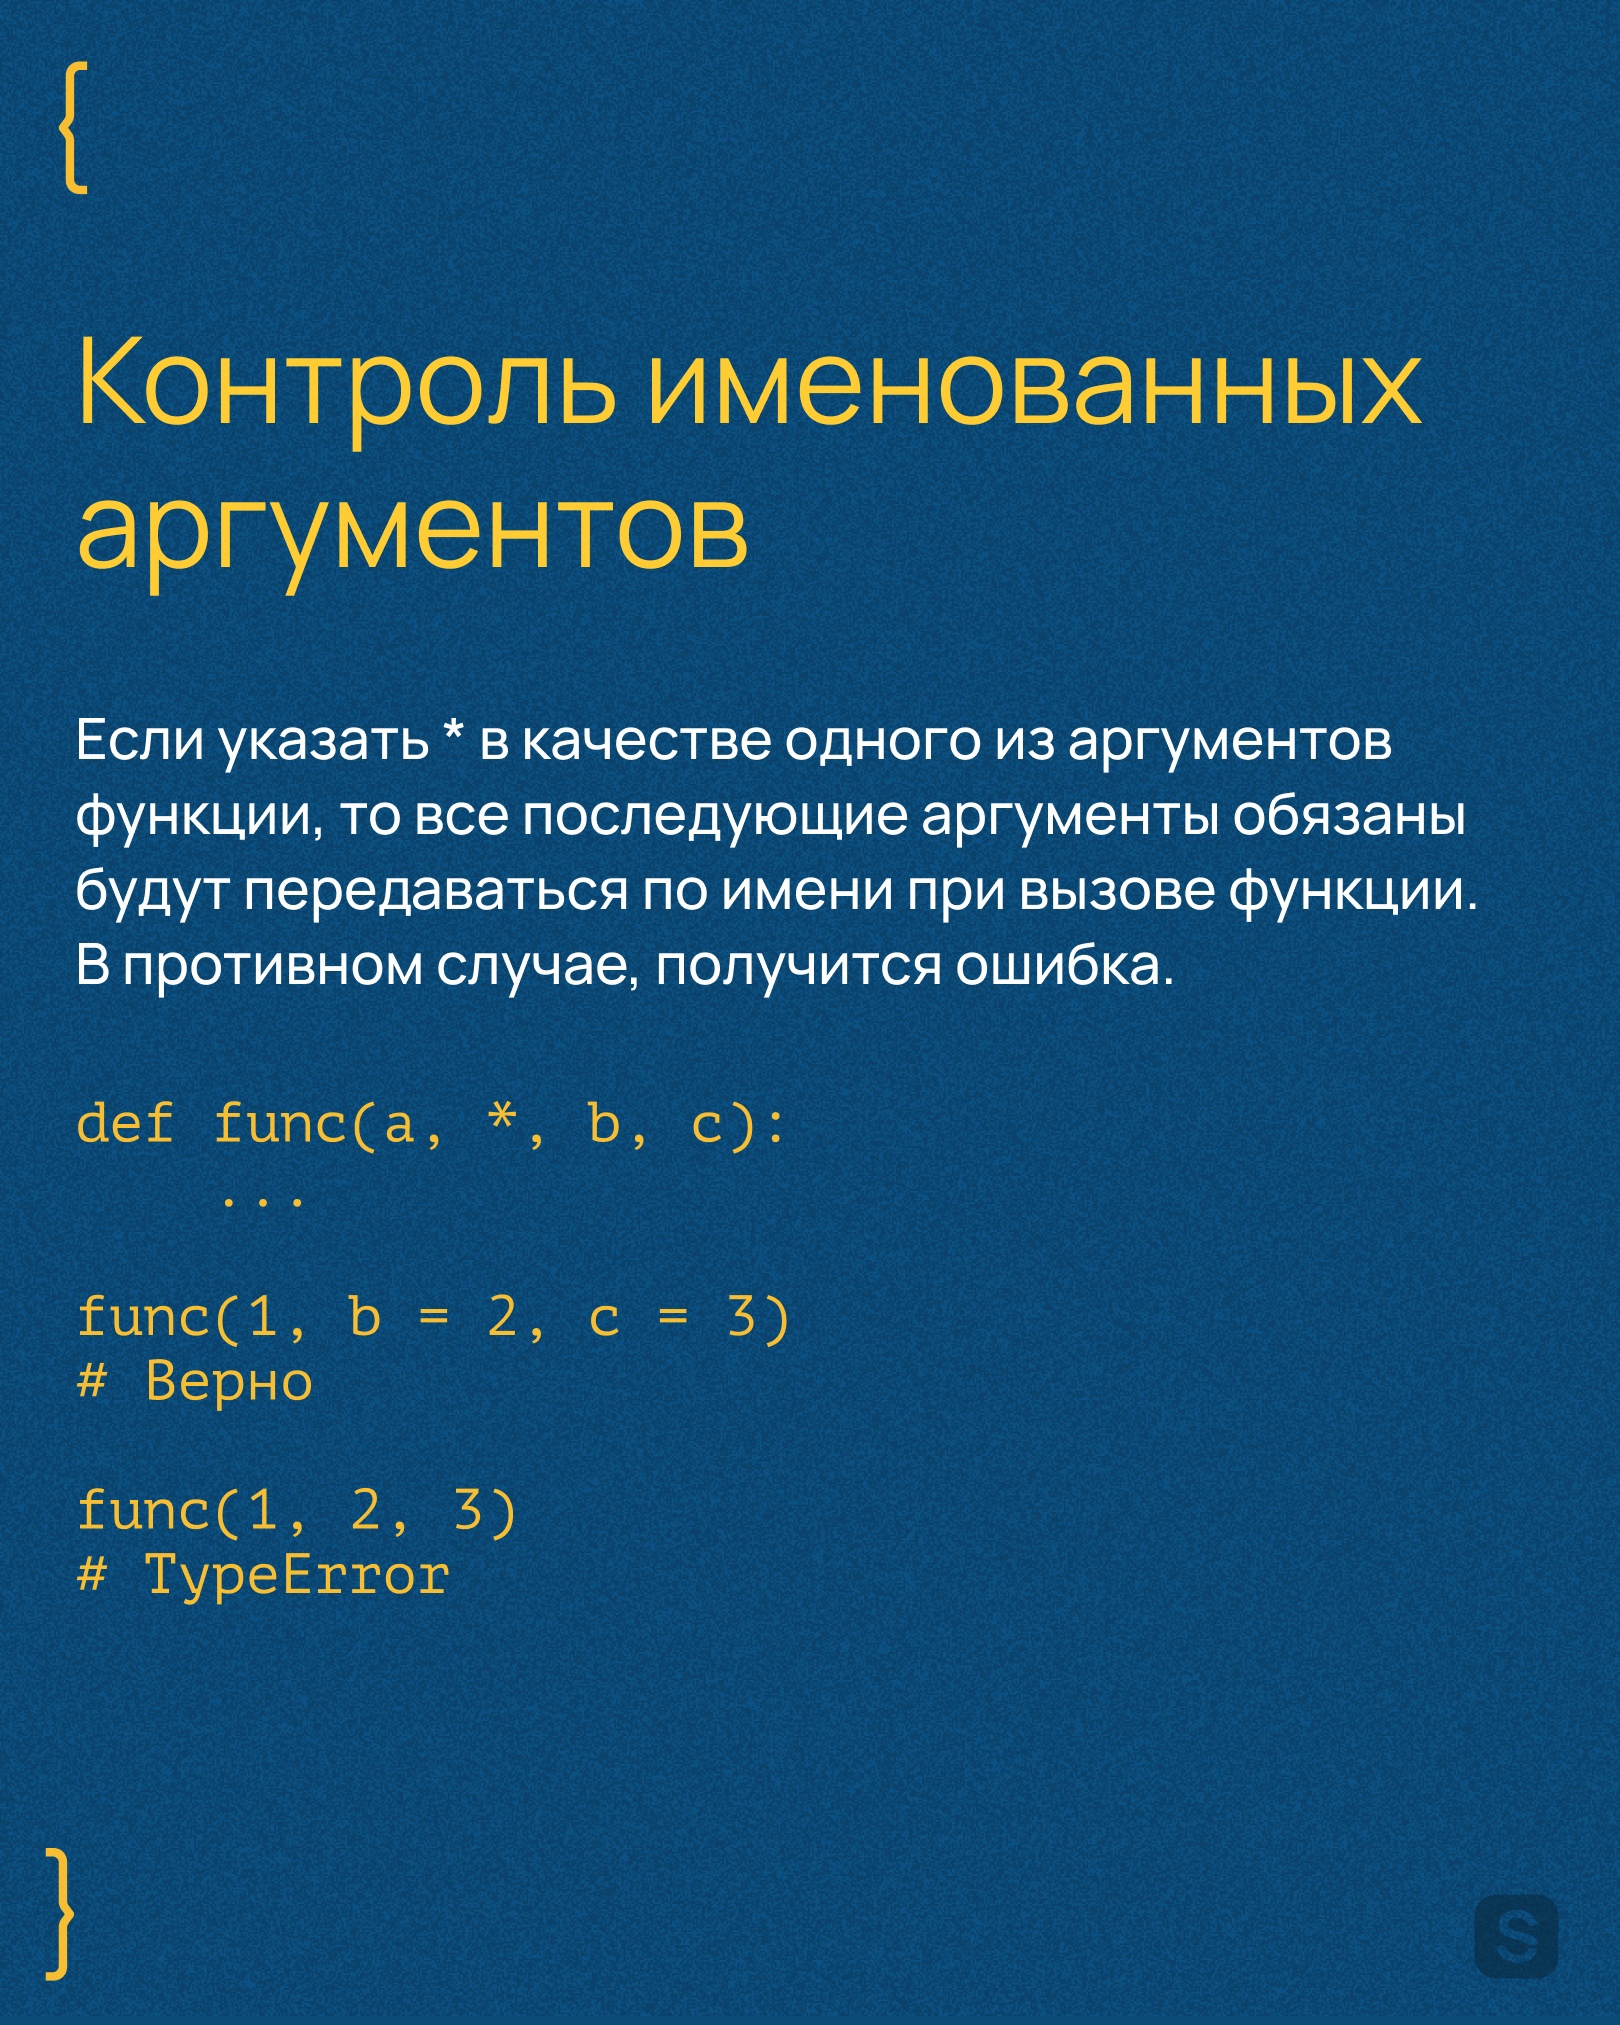 {
Контроль именованных
аргументов
Если указать * в качестве одного из аргументов
функции, то все последующие аргументы обязаны
будут передаваться по имени при вызове функции.
В противном случае, получится ошибка.
def func(a, *, b, c):
    ...
func(1, b = 2, c = 3)
# Верно
func(1, 2, 3)
# TypeError
}
S